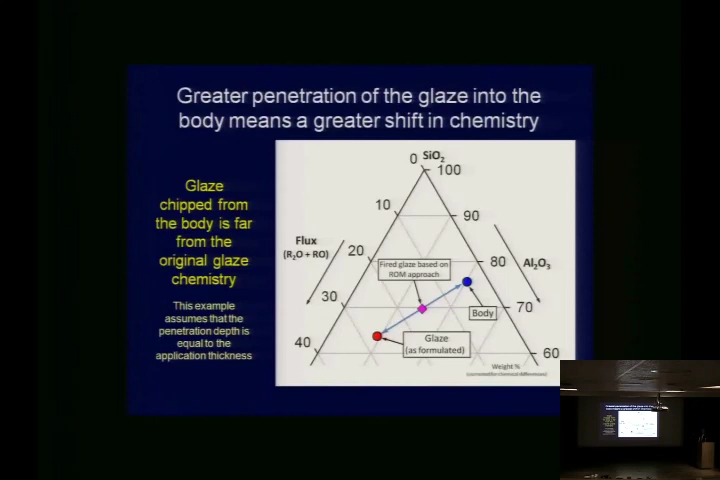 Greater penetration of the glaze into the
body means a greater shift in chemistry
Glaze
chipped from
the body is far
from the
original glaze
chemistry
This example
assumes that the
penetration depth is
equal to the
application thickness
0 SiO₂
100
10
90
Flux
(R₂O + RO)
20
Fired glaze based on
ROM approach
80
Al₂O₃
30
Body
70
40
Glaze
(as formulated)
60
Weight %